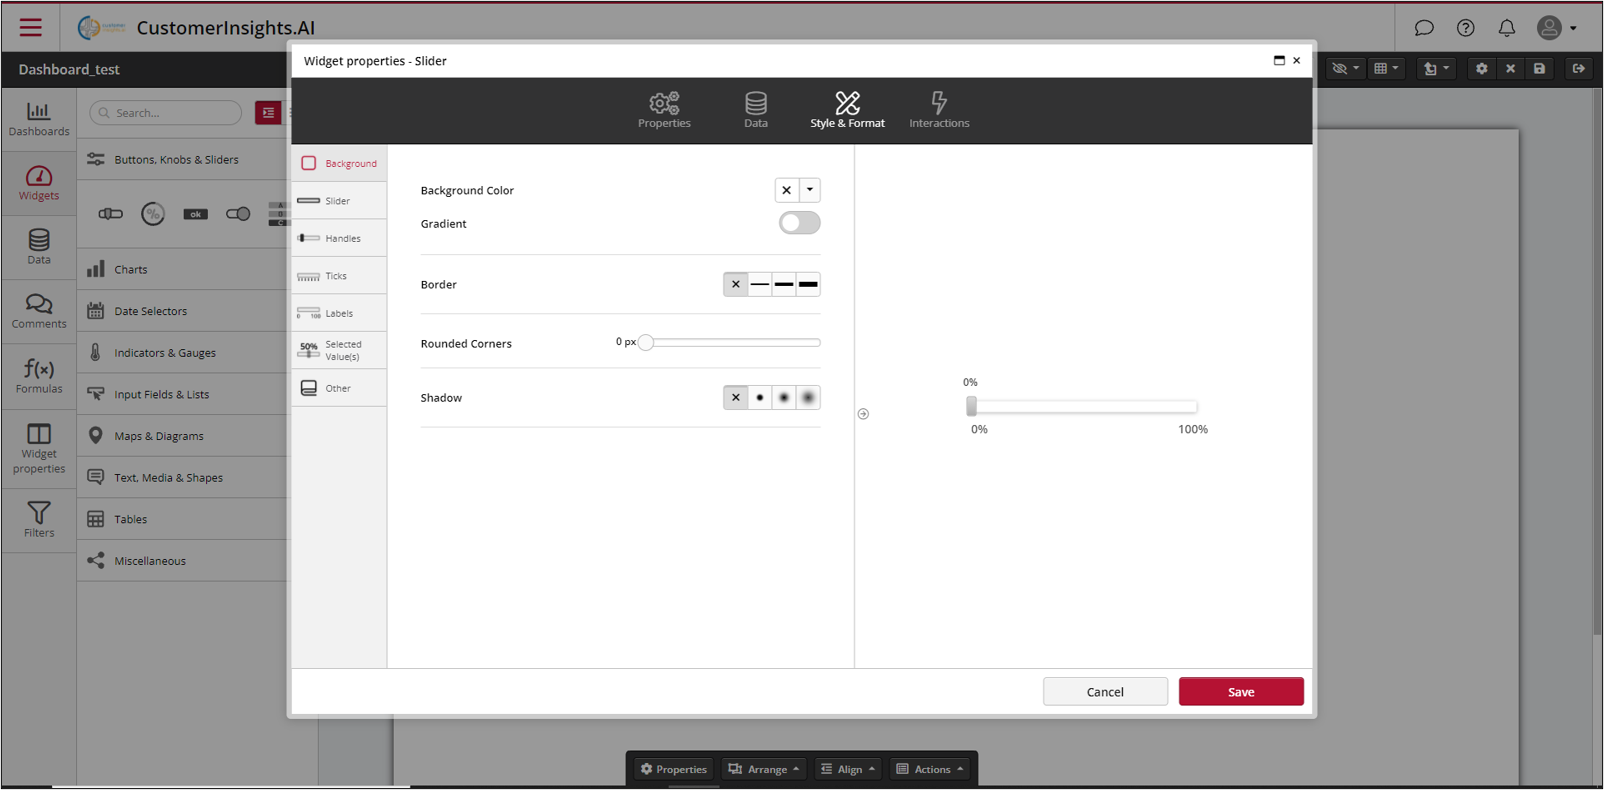 CustomerInsights.AI
Widget properties - Slider
Dashboard_test
Properties
Data
Style & Format
Interactions
Dashboards
Widgets
Data
Comments
f(x)
Formulas
Widget
properties
Filters
Search...
Buttons, Knobs & Sliders
%
ok
A
B
C
Charts
Date Selectors
Indicators & Gauges
Input Fields & Lists
Maps & Diagrams
Text, Media & Shapes
Tables
Miscellaneous
Background
Slider
Handles
Ticks
0 100 Labels
50% Selected
Value(s)
Other
Background Color
Gradient
Border
Rounded Corners 0 px
Shadow
0%
0% 100%
Cancel Save
Properties Arrange Align Actions